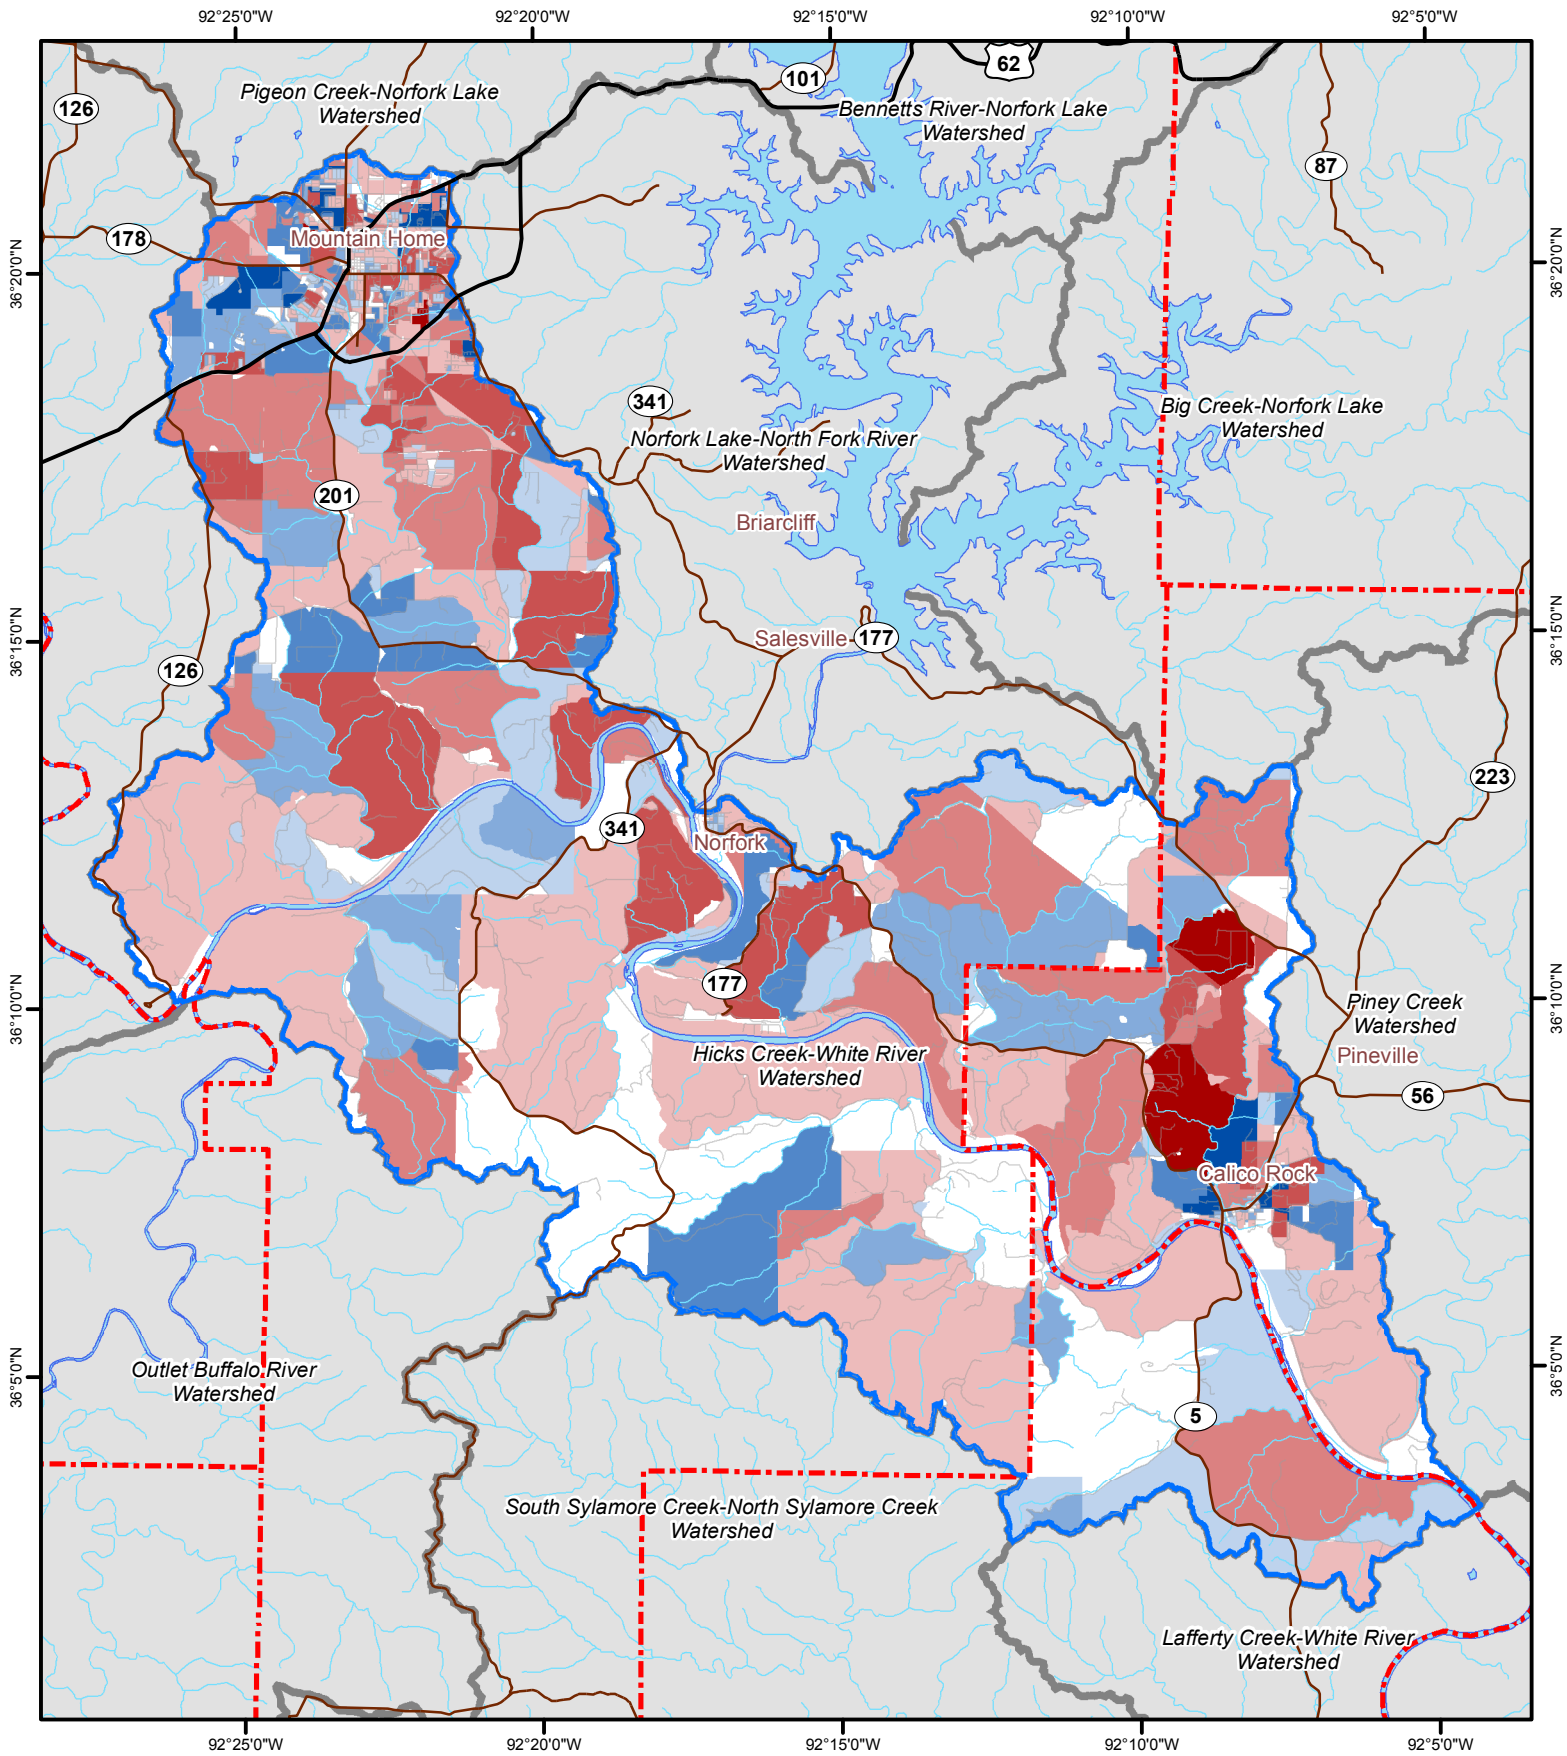 92°25'0"W
92°20'0"W
92°15'0"W
92°10'0"W
92°5'0"W
62
101
Pigeon Creek-Norfork Lake
Watershed
126
Bennetts River-Norfork Lake
Watershed
87
178
Mountain Home
36°20'0"N
36°20'0"N
341
Big Creek-Norfork Lake
Watershed
Norfork Lake-North Fork River
Watershed
201
Briarcliff
Salesville
177
36°15'0"N
36°15'0"N
126
223
341
Norfork
177
36°10'0"N
36°10'0"N
Piney Creek
Watershed
Pineville
Hicks Creek-White River
Watershed
56
Calico Rock
Outlet Buffalo River
Watershed
36°5'0"N
36°5'0"N
5
South Sylamore Creek-North Sylamore Creek
Watershed
Lafferty Creek-White River
Watershed
92°25'0"W
92°20'0"W
92°15'0"W
92°10'0"W
92°5'0"W